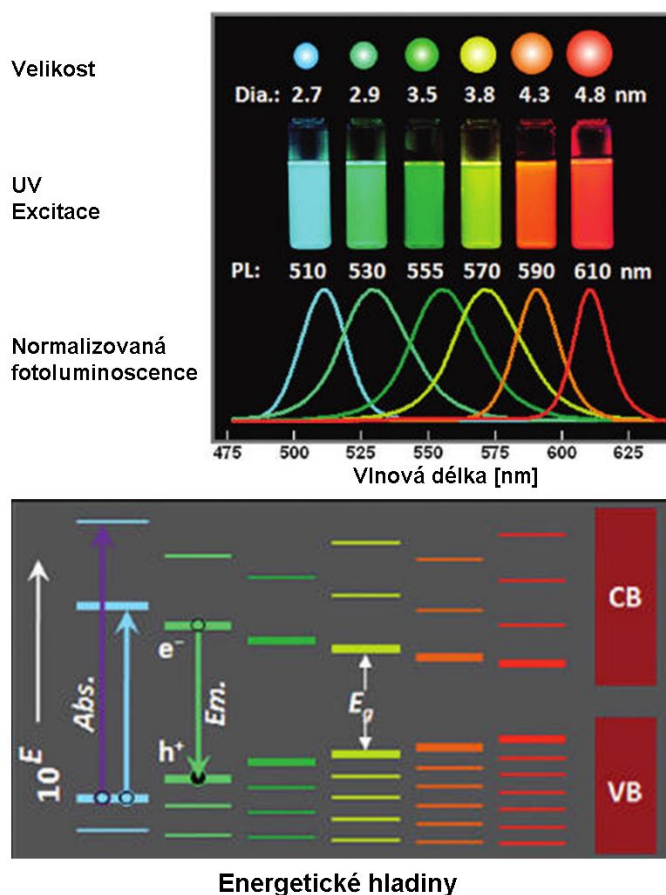 Velikost
Dia.: 2.7 2.9 3.5 3.8 4.3 4.8 nm
UV
Excitace
PL: 510 530 555 570 590 610 nm
Normalizovaná
fotoluminoscence
475 500 525 550 575 600 625
Vlnová délka [nm]
10 E
Abs.
e⁻
h⁺
Em.
E_g
CB
VB
Energetické hladiny